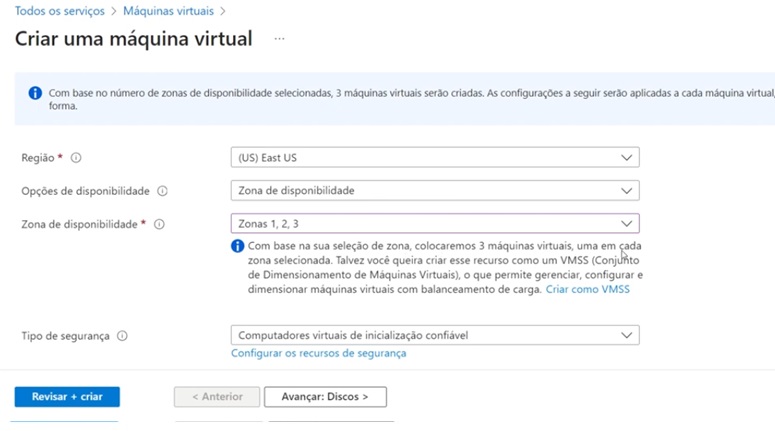 Todos os serviços > Máquinas virtuais >
Criar uma máquina virtual ...
Com base no número de zonas de disponibilidade selecionadas, 3 máquinas virtuais serão criadas. As configurações a seguir serão aplicadas a cada máquina virtual,
forma.
Região *
(US) East US
Opções de disponibilidade
Zona de disponibilidade
Zona de disponibilidade *
Zonas 1, 2, 3
Com base na sua seleção de zona, colocaremos 3 máquinas virtuais, uma em cada
zona selecionada. Talvez você queira criar esse recurso como um VMSS (Conjunto
de Dimensionamento de Máquinas Virtuais), o que permite gerenciar, configurar e
dimensionar máquinas virtuais com balanceamento de carga. Criar como VMSS
Tipo de segurança
Computadores virtuais de inicialização confiável
Configurar os recursos de segurança
Revisar + criar
< Anterior
Avançar: Discos >